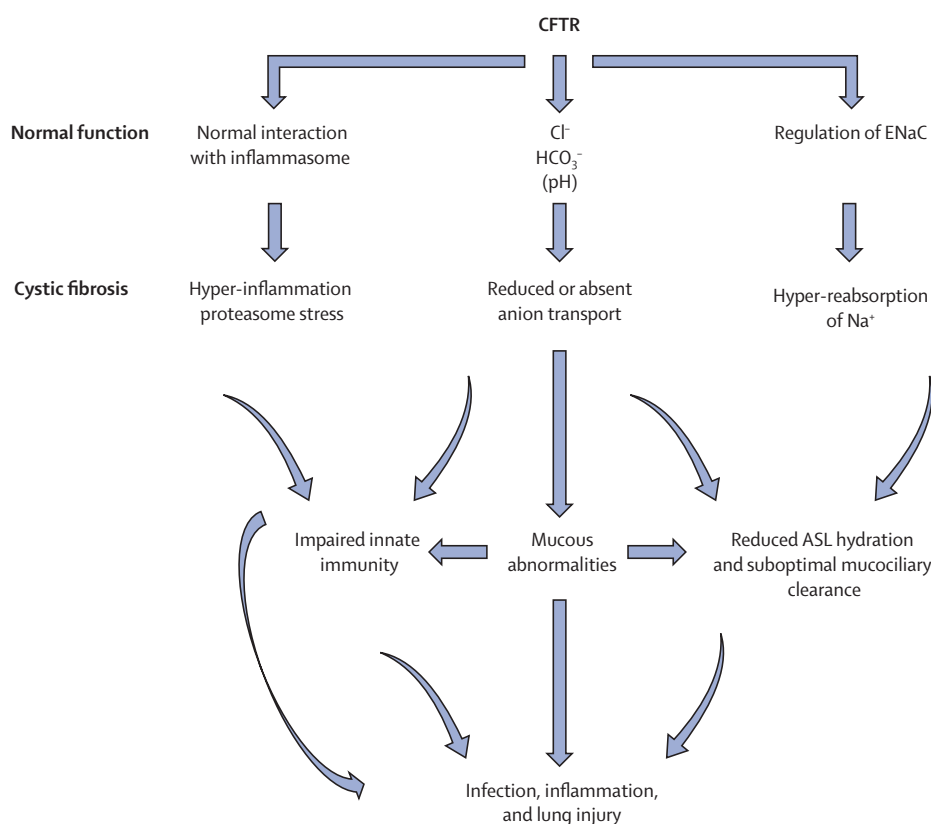 CFTR
Normal function
Normal interaction
with inflammasome
Cl⁻
HCO₃⁻
(pH)
Regulation of ENaC
Cystic fibrosis
Hyper-inflammation
proteasome stress
Reduced or absent
anion transport
Hyper-reabsorption
of Na⁺
Impaired innate
immunity
Mucous
abnormalities
Reduced ASL hydration
and suboptimal mucociliary
clearance
Infection, inflammation,
and lung injury